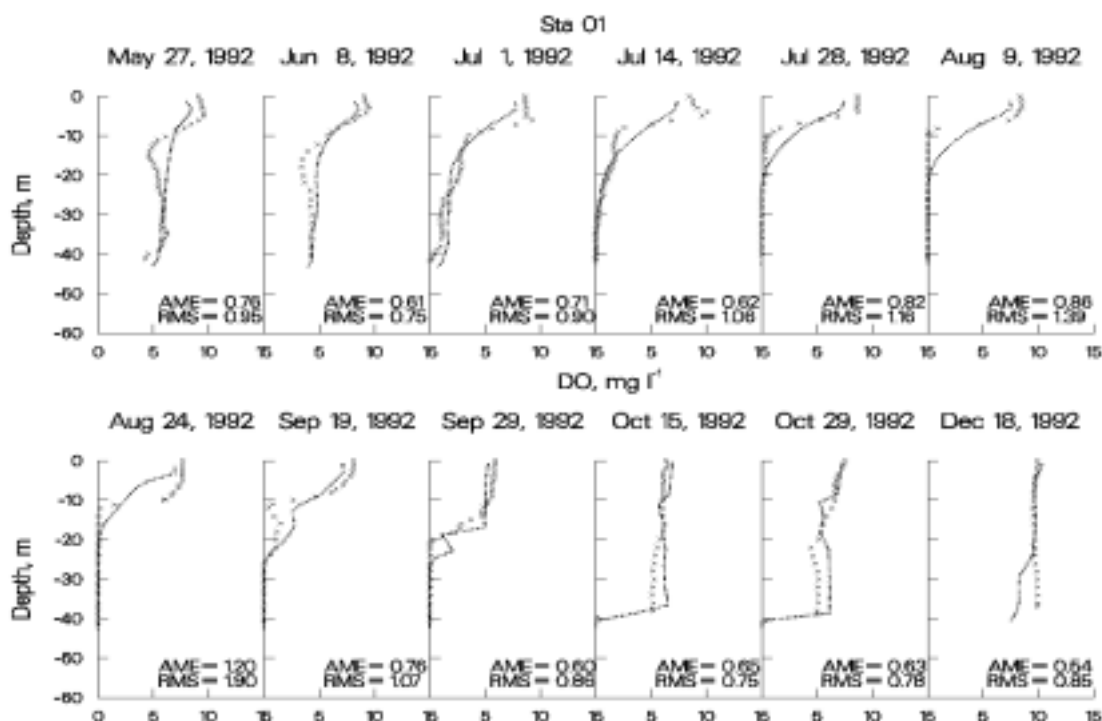 Sta 01
May 27, 1992 Jun 8, 1992 Jul 1, 1992 Jul 14, 1992 Jul 28, 1992 Aug 9, 1992
0
-10
-20
-30
-40
-50
-60
Depth, m
AME= 0.76 AME= 0.61 AME= 0.71 AME= 0.62 AME= 0.82 AME= 0.86
RMS= 0.95 RMS= 0.75 RMS= 0.90 RMS= 1.06 RMS= 1.16 RMS= 1.39
0 5 10 15 5 10 15 5 10 15 5 10 15 5 10 15 5 10 15
DO, mg l⁻¹
Aug 24, 1992 Sep 19, 1992 Sep 29, 1992 Oct 15, 1992 Oct 29, 1992 Dec 18, 1992
0
-10
-20
-30
-40
-50
-60
Depth, m
AME= 1.20 AME= 0.76 AME= 0.60 AME= 0.65 AME= 0.63 AME= 0.54
RMS= 1.90 RMS= 1.07 RMS= 0.86 RMS= 0.75 RMS= 0.78 RMS= 0.85
0 5 10 15 5 10 15 5 10 15 5 10 15 5 10 15 5 10 15